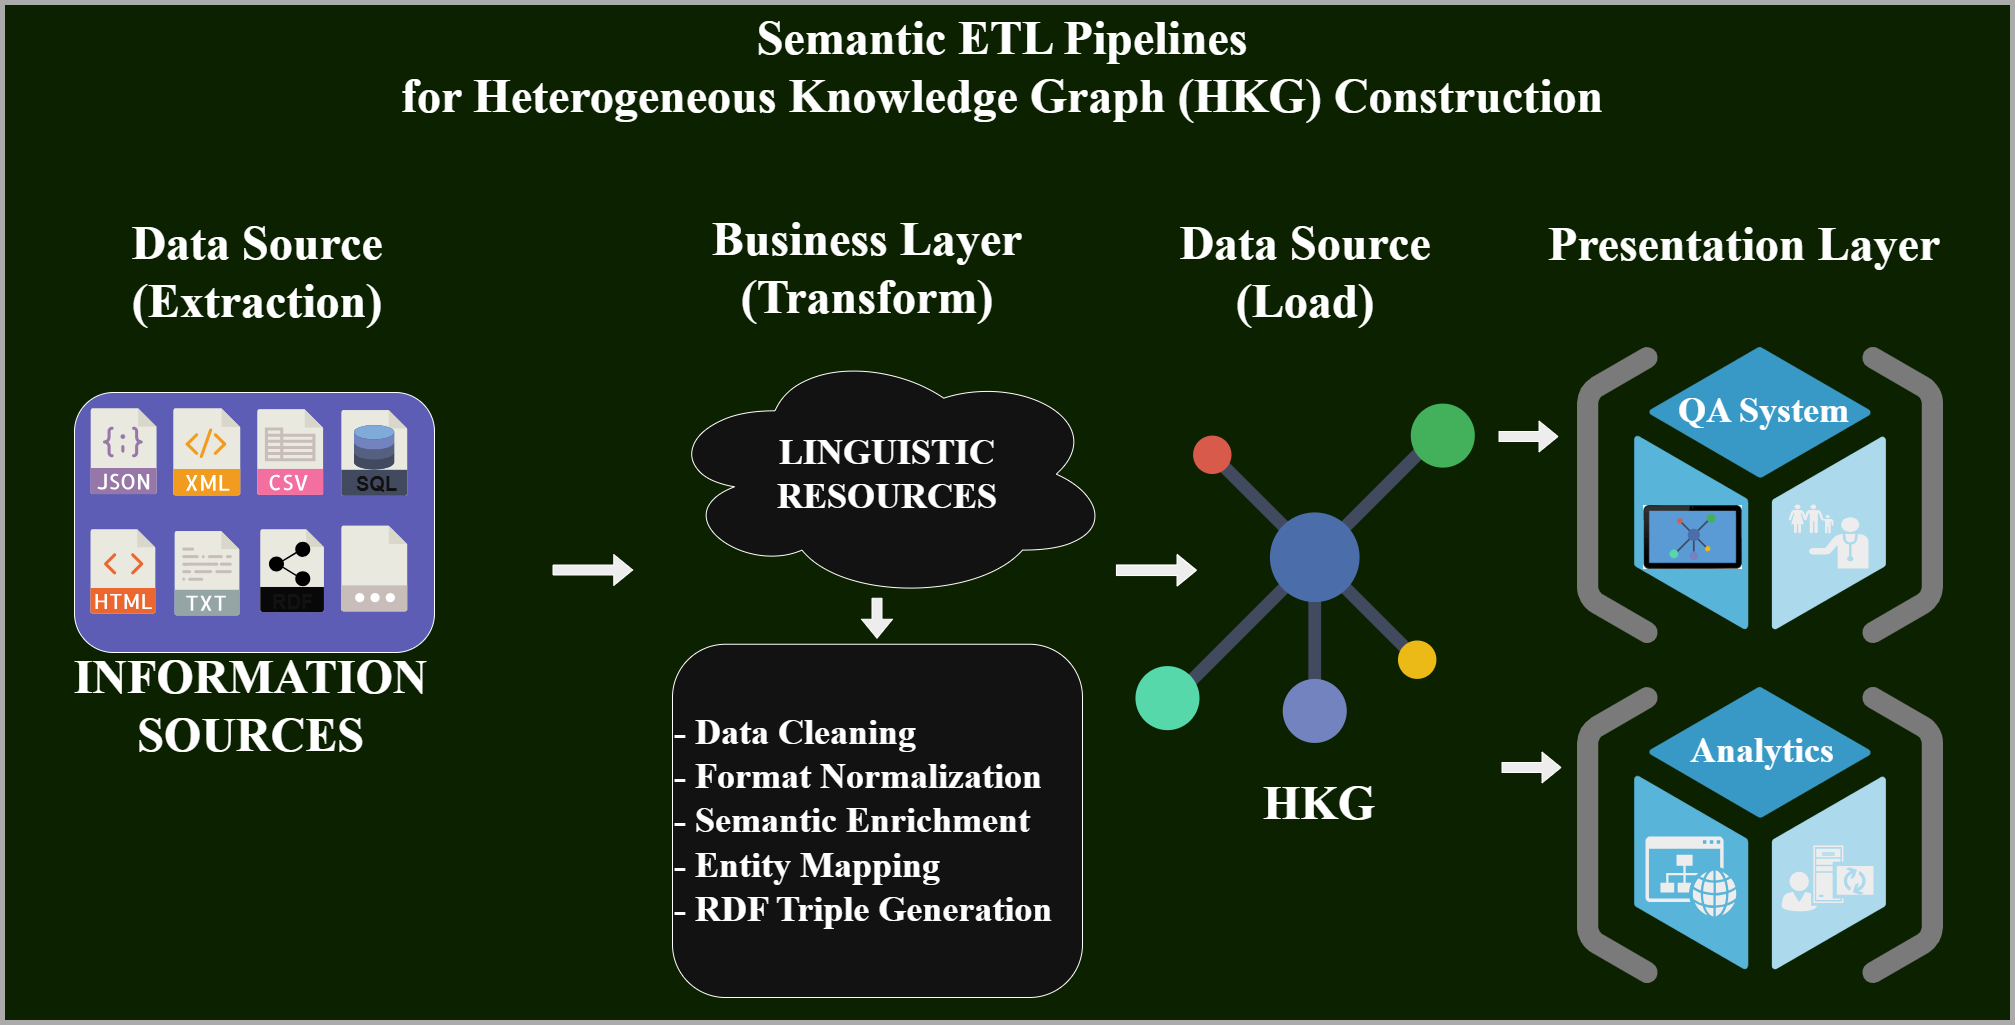 Semantic ETL Pipelines
for Heterogeneous Knowledge Graph (HKG) Construction
Data Source
(Extraction)
JSON
XML
CSV
SQL
HTML
TXT
RDF
INFORMATION
SOURCES
Business Layer
(Transform)
LINGUISTIC
RESOURCES
- Data Cleaning
- Format Normalization
- Semantic Enrichment
- Entity Mapping
- RDF Triple Generation
Data Source
(Load)
HKG
Presentation Layer
QA System
Analytics